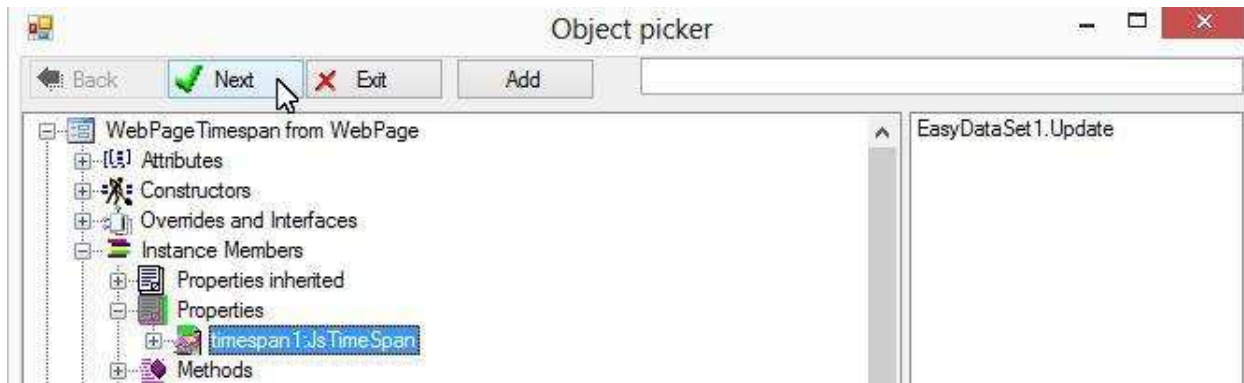 Object picker
Back Next Exit Add
WebPageTimespan from WebPage
Attributes
Constructors
Overrides and Interfaces
Instance Members
Properties inherited
Properties
timespan1:JsTimeSpan
Methods
EasyDataSet1.Update